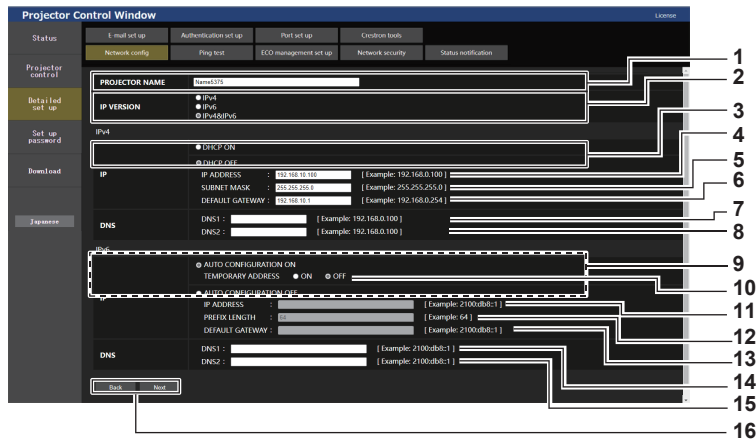 Projector Control Window
License
Status
Projector control
Detailed set up
Set up password
Download
Japanese
E-mail set up
Authentication set up
Port set up
Crestron tools
Network config
Ping test
ECO management set up
Network security
Status notification
PROJECTOR NAME
Name5375
IP VERSION
IPv4
IPv6
IPv4&IPv6
IPv4
DHCP ON
DHCP OFF
IP
IP ADDRESS : 192.168.10.100 [ Example: 192.168.0.100 ]
SUBNET MASK : 255.255.255.0 [ Example: 255.255.255.0 ]
DEFAULT GATEWAY : 192.168.10.1 [ Example: 192.168.0.254 ]
DNS
DNS1 : [ Example: 192.168.0.100 ]
DNS2 : [ Example: 192.168.0.100 ]
IPv6
AUTO CONFIGURATION ON
TEMPORARY ADDRESS ON OFF
AUTO CONFIGURATION OFF
IP
IP ADDRESS : [ Example: 2100:db8::1 ]
PREFIX LENGTH : 64 [ Example: 64 ]
DEFAULT GATEWAY : [ Example: 2100:db8::1 ]
DNS
DNS1 : [ Example: 2100:db8::1 ]
DNS2 : [ Example: 2100:db8::1 ]
Back Next
1
2
3
4
5
6
7
8
9
10
11
12
13
14
15
16